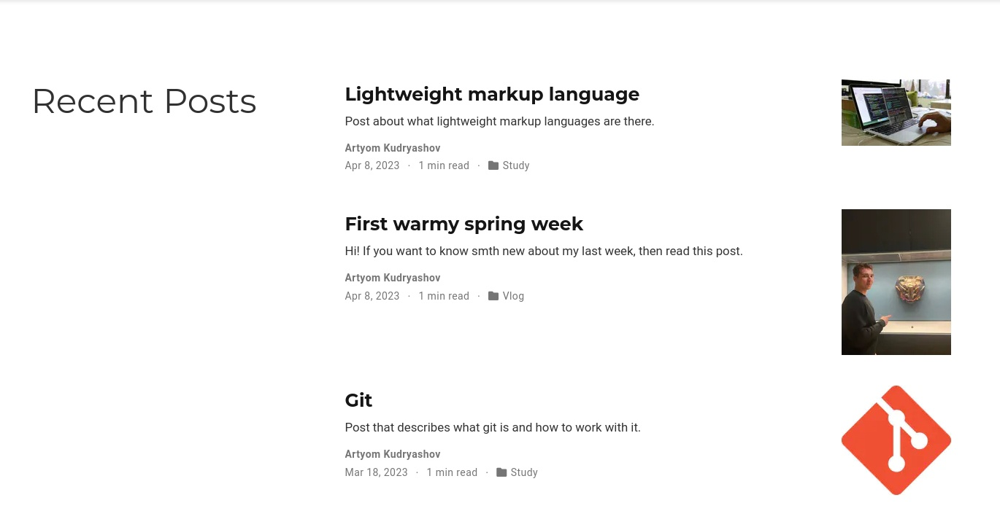 Recent Posts
Lightweight markup language
Post about what lightweight markup languages are there.
Artyom Kudryashov
Apr 8, 2023 · 1 min read · Study
First warmy spring week
Hi! If you want to know smth new about my last week, then read this post.
Artyom Kudryashov
Apr 8, 2023 · 1 min read · Vlog
Git
Post that describes what git is and how to work with it.
Artyom Kudryashov
Mar 18, 2023 · 1 min read · Study